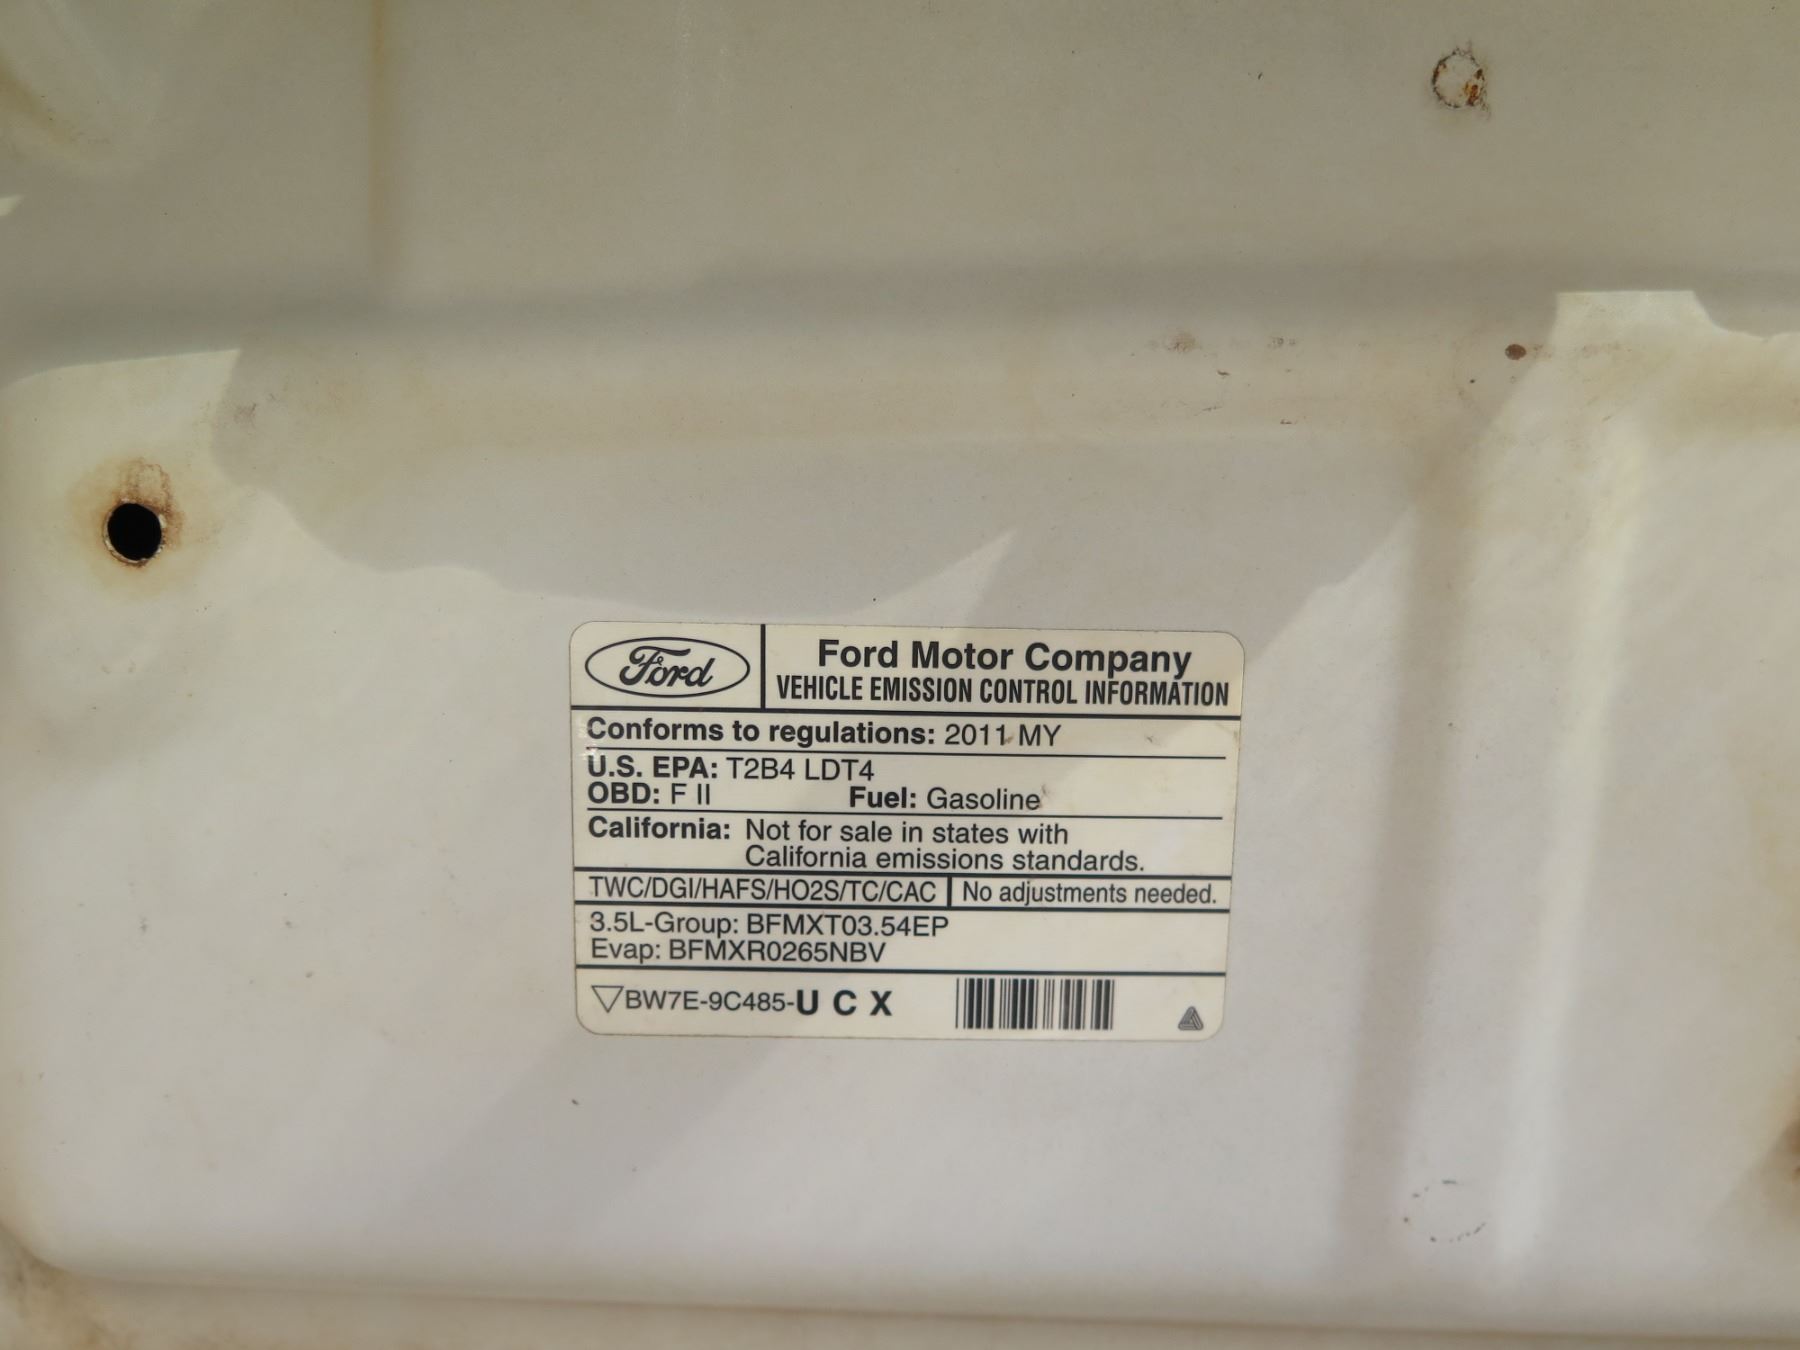 Ford
Ford Motor Company
VEHICLE EMISSION CONTROL INFORMATION
Conforms to regulations: 2011 MY
U.S. EPA: T2B4 LDT4
OBD: F II Fuel: Gasoline
California: Not for sale in states with
California emissions standards.
TWC/DGI/HAFS/HO2S/TC/CAC No adjustments needed.
3.5L-Group: BFMXT03.54EP
Evap: BFMXR0265NBV
BW7E-9C485-U C X